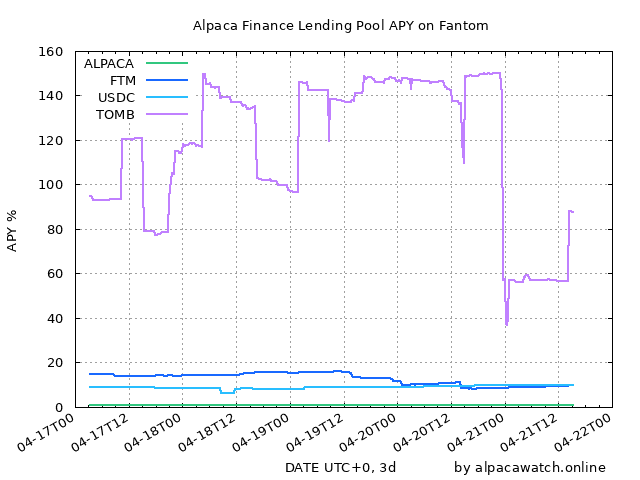 Alpaca Finance Lending Pool APY on Fantom
APY %
160
140
120
100
80
60
40
20
0
ALPACA
FTM
USDC
TOMB
04-17T00
04-17T12
04-18T00
04-18T12
04-19T00
04-19T12
04-20T00
04-20T12
04-21T00
04-21T12
04-22T00
DATE UTC+0, 3d
by alpacawatch.online